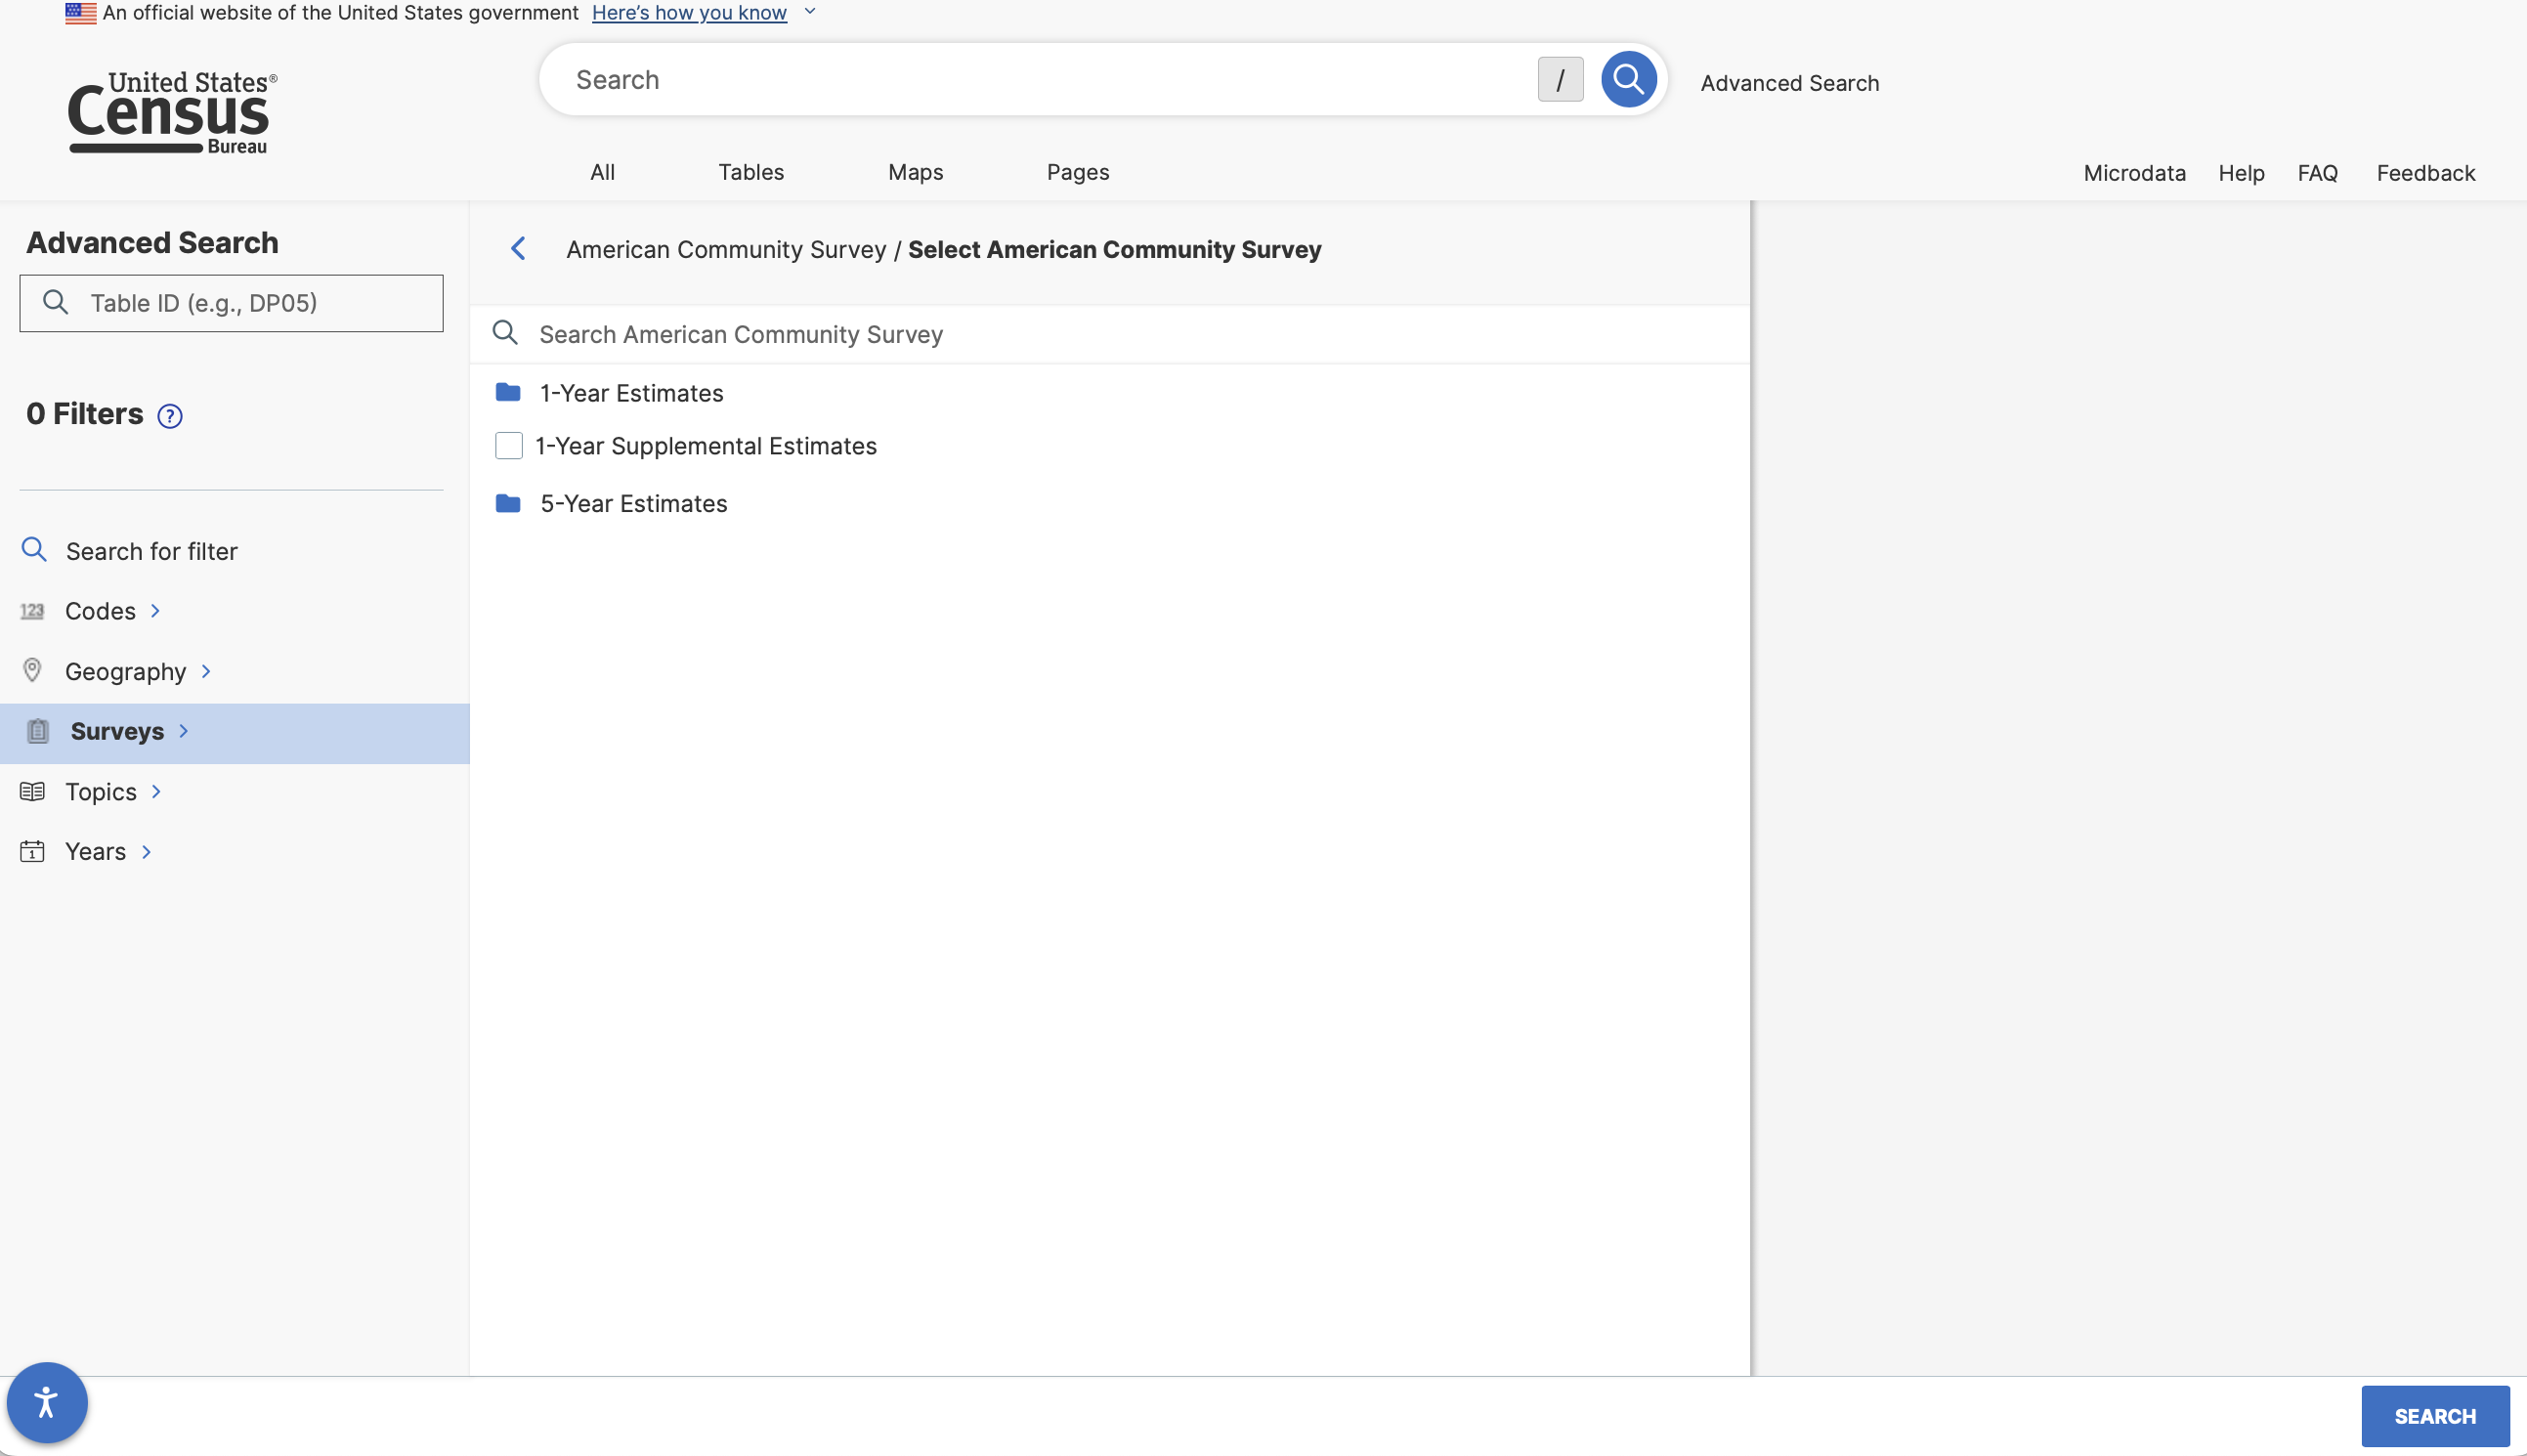 An official website of the United States government Here’s how you know
United States®
Census
Bureau
Search
/
Advanced Search
All Tables Maps Pages
Microdata Help FAQ Feedback
Advanced Search
Table ID (e.g., DP05)
0 Filters ?
Search for filter
123 Codes
Geography
Surveys
Topics
1 Years
American Community Survey / Select American Community Survey
Search American Community Survey
1-Year Estimates
1-Year Supplemental Estimates
5-Year Estimates
SEARCH